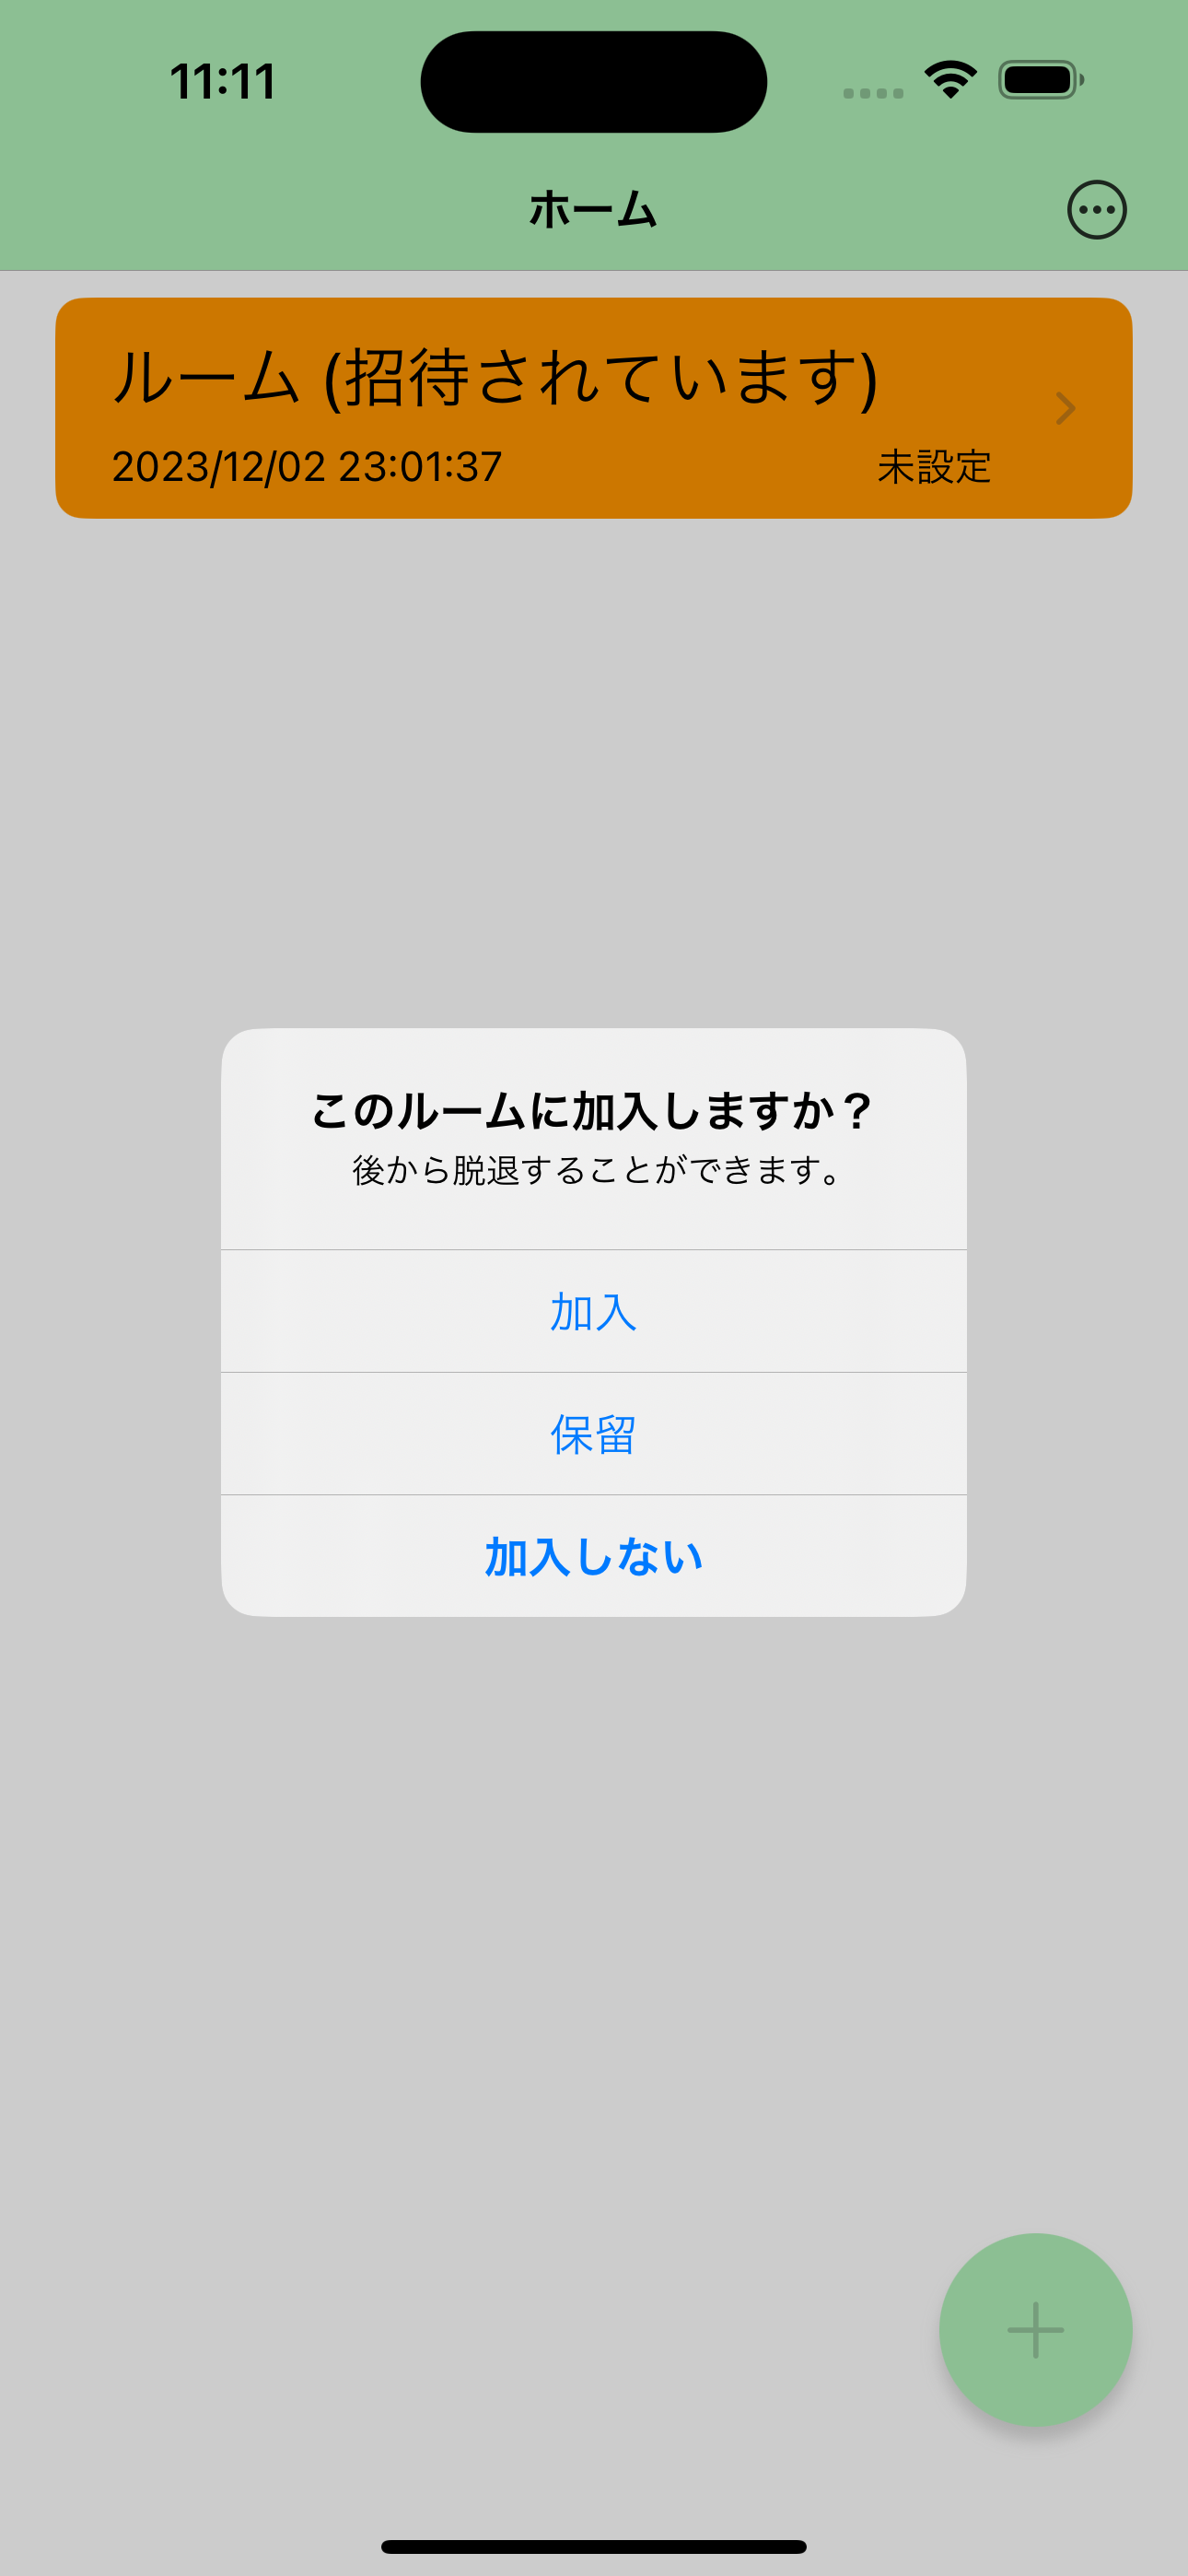 11:11
ホーム
ルーム (招待されています)
2023/12/02 23:01:37 未設定
このルームに加入しますか？
後から脱退することができます。
加入
保留
加入しない